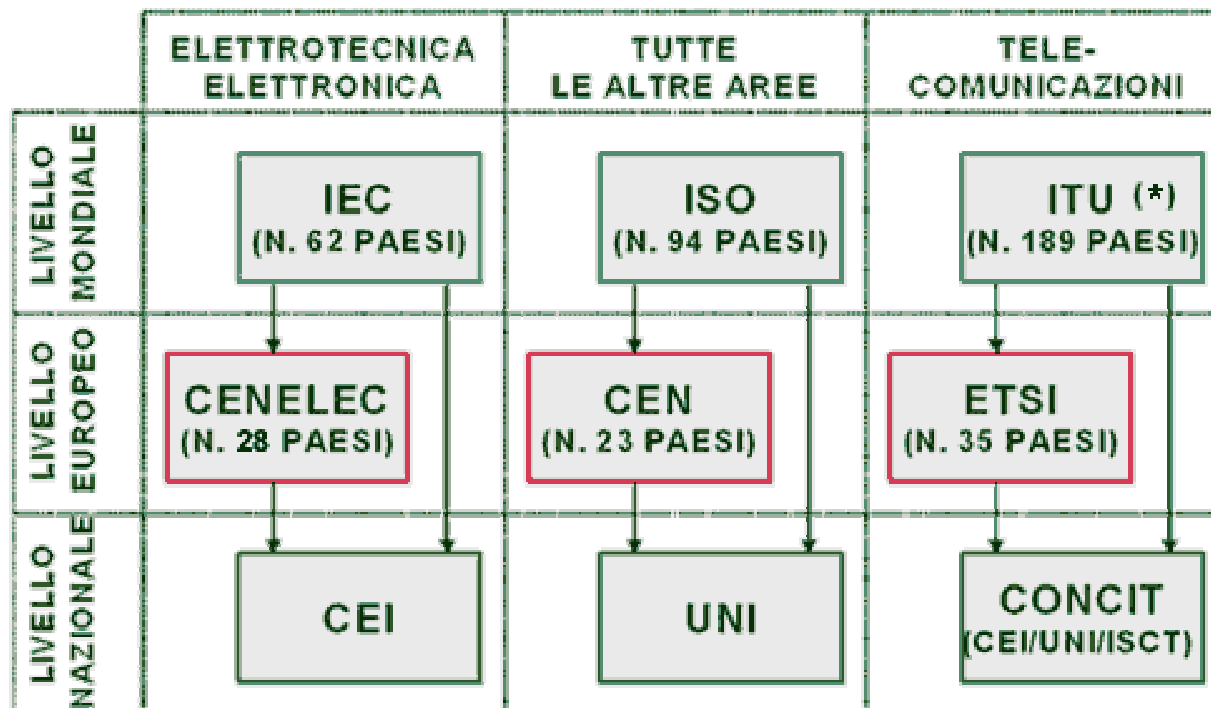 ELETTROTECNICA
ELETTRONICA
TUTTE
LE ALTRE AREE
TELE-
COMUNICAZIONI
LIVELLO
MONDIALE
IEC
(N. 62 PAESI)
ISO
(N. 94 PAESI)
ITU (*)
(N. 189 PAESI)
LIVELLO
EUROPEO
CENELEC
(N. 28 PAESI)
CEN
(N. 23 PAESI)
ETSI
(N. 35 PAESI)
LIVELLO
NAZIONALE
CEI
UNI
CONCIT
(CEI/UNI/ISCT)